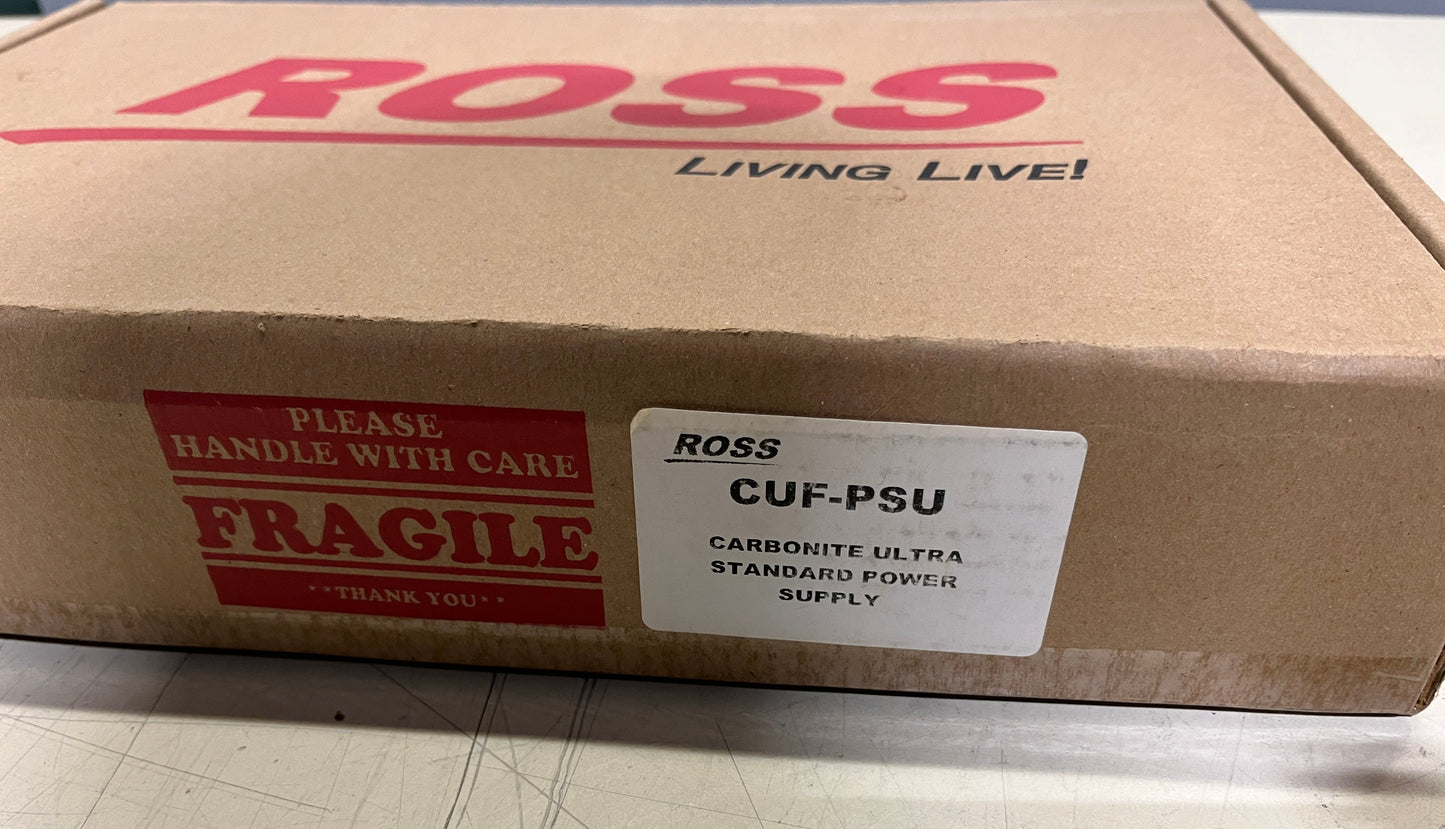 ROSS
LIVING LIVE!
PLEASE
HANDLE WITH CARE
FRAGILE
**THANK YOU**
ROSS
CUF-PSU
CARBONITE ULTRA
STANDARD POWER
SUPPLY